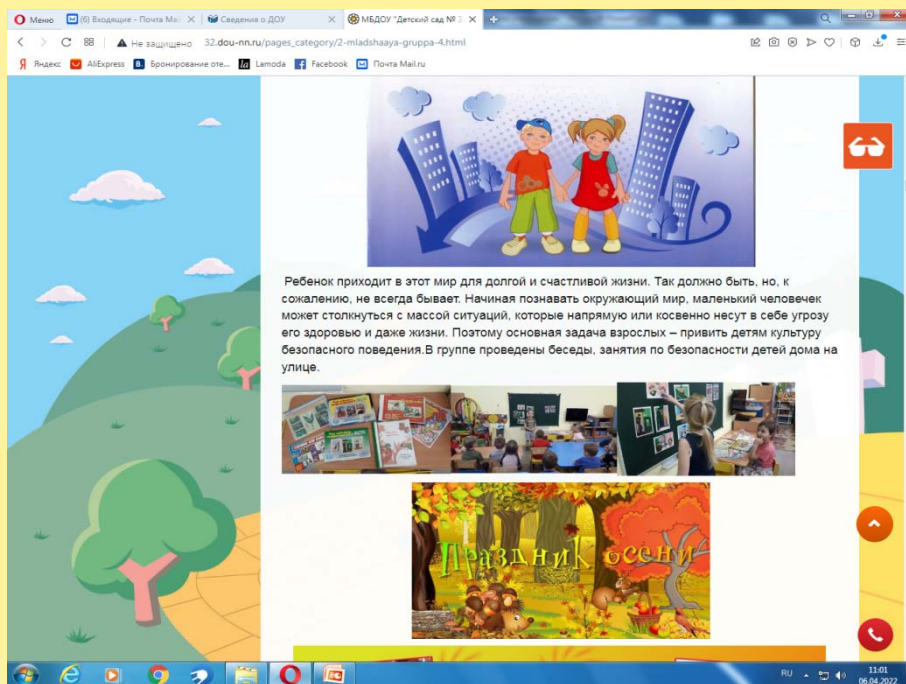 Меню
(6) Входящие - Почта Mai
Сведения о ДОУ
МБДОУ "Детский сад № 3
Не защищено 32.dou-nn.ru/pages_category/2-mladshaaya-gruppa-4.html
Яндекс AliExpress Бронирование оте... Lamoda Facebook Почта Mail.ru
Ребенок приходит в этот мир для долгой и счастливой жизни. Так должно быть, но, к
сожалению, не всегда бывает. Начиная познавать окружающий мир, маленький человечек
может столкнуться с массой ситуаций, которые напрямую или косвенно несут в себе угрозу
его здоровью и даже жизни. Поэтому основная задача взрослых – привить детям культуру
безопасного поведения.В группе проведены беседы, занятия по безопасности детей дома на
улице.
Праздник осени
RU
11:01
06.04.2022